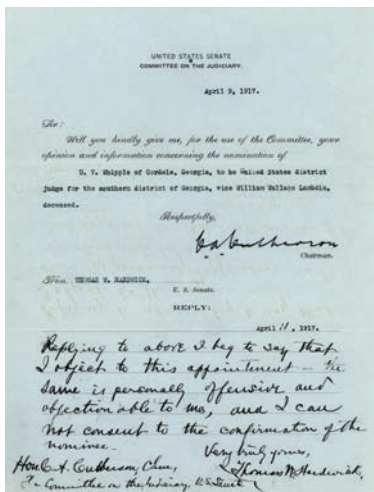 UNITED STATES SENATE
COMMITTEE ON THE JUDICIARY.
April 9, 1917.
Sir:
Will you kindly give me, for the use of the Committee, your
opinion and information concerning the nomination of
U. V. Whipple of Cordele, Georgia, to be United States district
judge for the southern district of Georgia, vice William Wallace Lambdin,
deceased.
Respectfully,
C. A. Culberson
Chairman.
Hon. THOMAS W. HARDWICK,
U. S. Senate.
REPLY:
April 11, 1917.
Replying to above I beg to say that
I object to this appointment – the
same is personally offensive and
objectionable to me, and I can
not consent to the confirmation of the
nominee.
Very truly yours,
Thomas W. Hardwick
Hon. C. A. Culberson, Chm,
Committee on the Judiciary, U.S. Senate